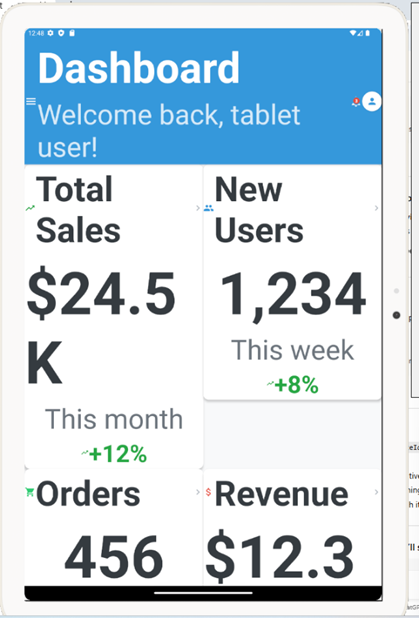 12:48
Dashboard
Welcome back, tablet
user!
Total
Sales
$24.5
K
This month
+12%
New
Users
1,234
This week
+8%
Orders
456
Revenue
$12.3